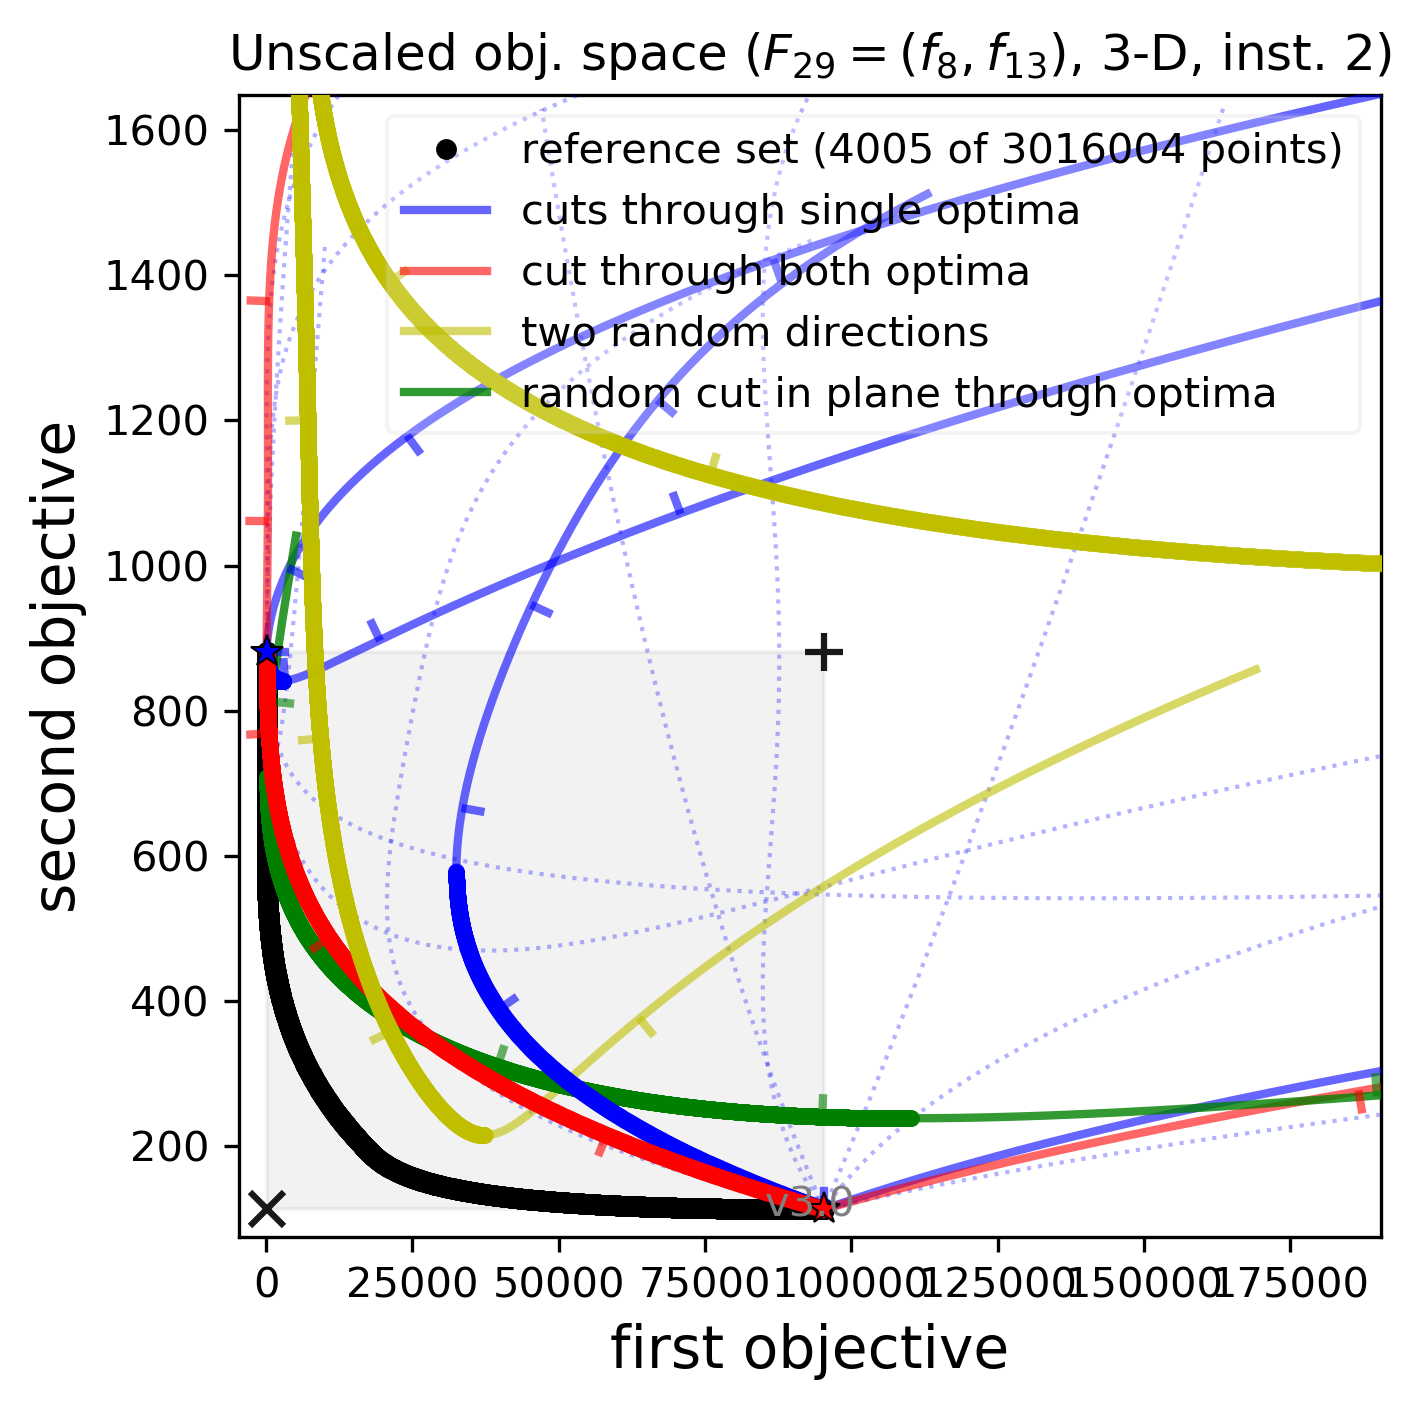 Unscaled obj. space (F29 = (f8, f13), 3-D, inst. 2)
reference set (4005 of 3016004 points)
cuts through single optima
cut through both optima
two random directions
random cut in plane through optima
1600
1400
1200
1000
800
600
400
200
second objective
v3.0
0 25000 50000 75000 100000 125000 150000 175000
first objective